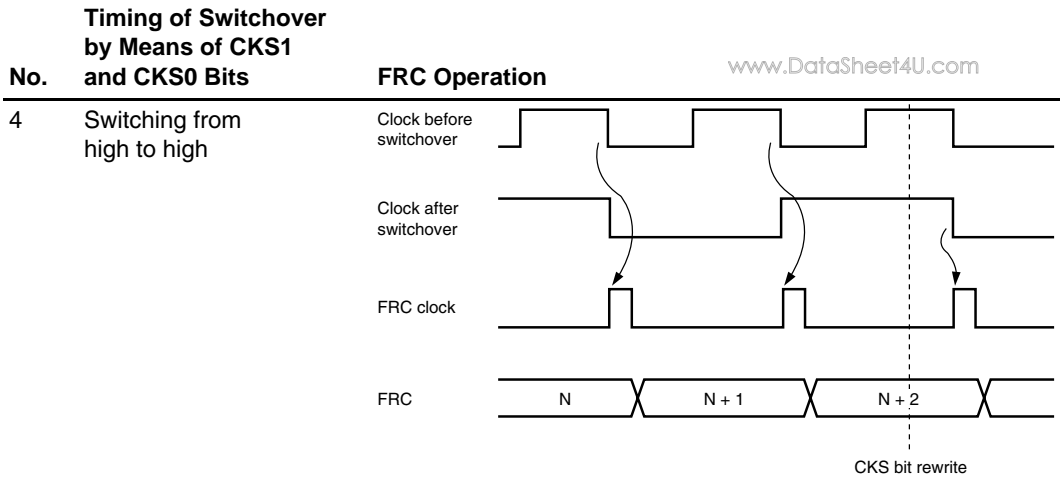 Timing of Switchover
by Means of CKS1
No. and CKS0 Bits FRC Operation
www.DataSheet4U.com
4 Switching from
high to high
Clock before
switchover
Clock after
switchover
FRC clock
FRC N N + 1 N + 2
CKS bit rewrite